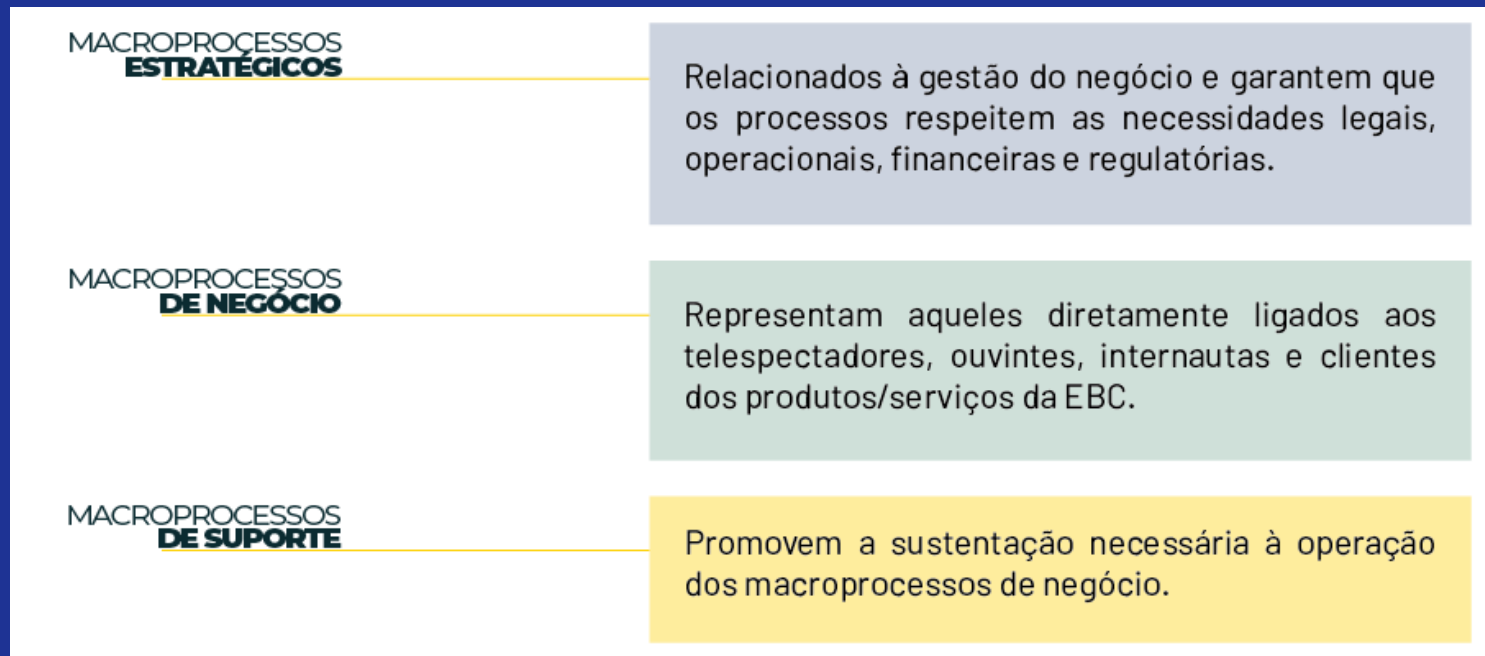 MACROPROCESSOS
ESTRATÉGICOS
Relacionados à gestão do negócio e garantem que
os processos respeitem as necessidades legais,
operacionais, financeiras e regulatórias.
MACROPROCESSOS
DE NEGÓCIO
Representam aqueles diretamente ligados aos
telespectadores, ouvintes, internautas e clientes
dos produtos/serviços da EBC.
MACROPROCESSOS
DE SUPORTE
Promovem a sustentação necessária à operação
dos macroprocessos de negócio.